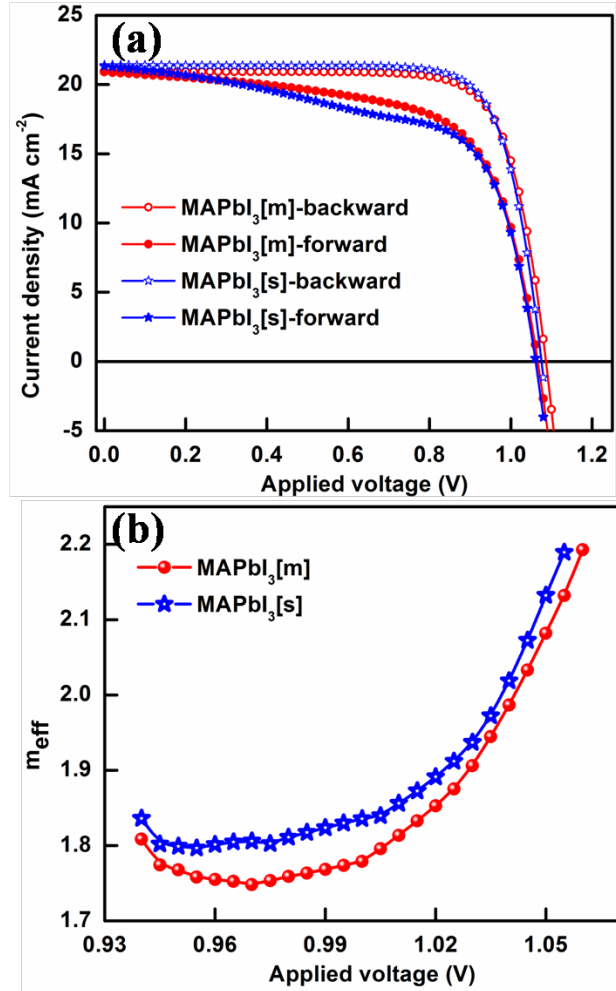 (a)
25
20
15
10
5
0
-5
Current density (mA cm⁻²)
MAPbI₃[m]-backward
MAPbI₃[m]-forward
MAPbI₃[s]-backward
MAPbI₃[s]-forward
0.0 0.2 0.4 0.6 0.8 1.0 1.2
Applied voltage (V)
(b)
2.2
2.1
2.0
1.9
1.8
1.7
m_eff
MAPbI₃[m]
MAPbI₃[s]
0.93 0.96 0.99 1.02 1.05
Applied voltage (V)